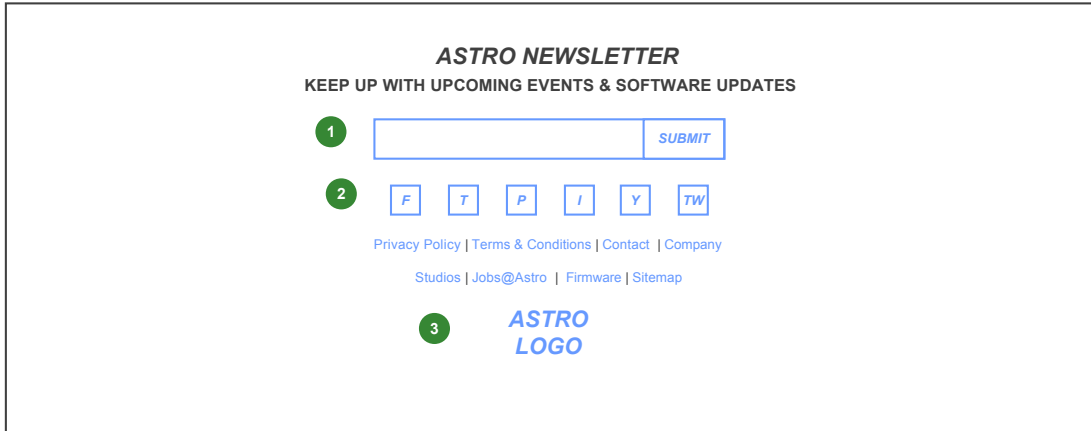 ASTRO NEWSLETTER
KEEP UP WITH UPCOMING EVENTS & SOFTWARE UPDATES
1 SUBMIT
2 F T P I Y TW
Privacy Policy | Terms & Conditions | Contact | Company
Studios | Jobs@Astro | Firmware | Sitemap
3 ASTRO
LOGO